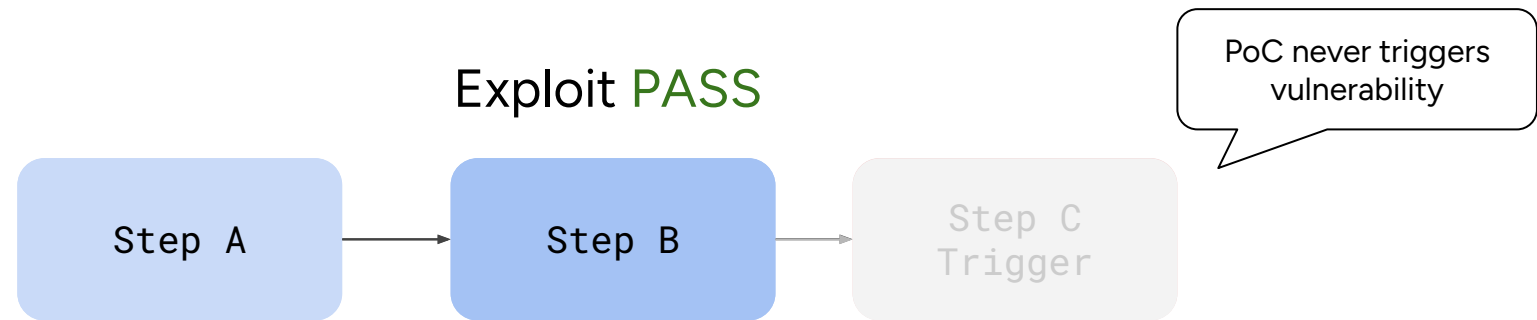 PoC never triggers
vulnerability
Exploit PASS
Step A
Step B
Step C
Trigger